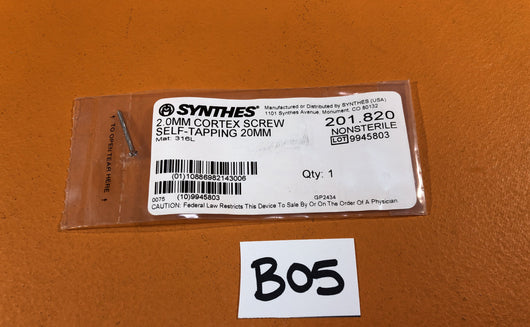 SYNTHES®
Manufactured or Distributed by SYNTHES (USA)
1101 Synthes Avenue, Monument, CO 80132
2.0MM CORTEX SCREW
SELF-TAPPING 20MM
Mat: 316L
201.820
NONSTERILE
LOT 9945803
(01)10886982143006
Qty: 1
0075
(10)9945803
GP2434
CAUTION: Federal Law Restricts This Device To Sale By or On The Order Of A Physician
TO OPEN TEAR HERE
B05